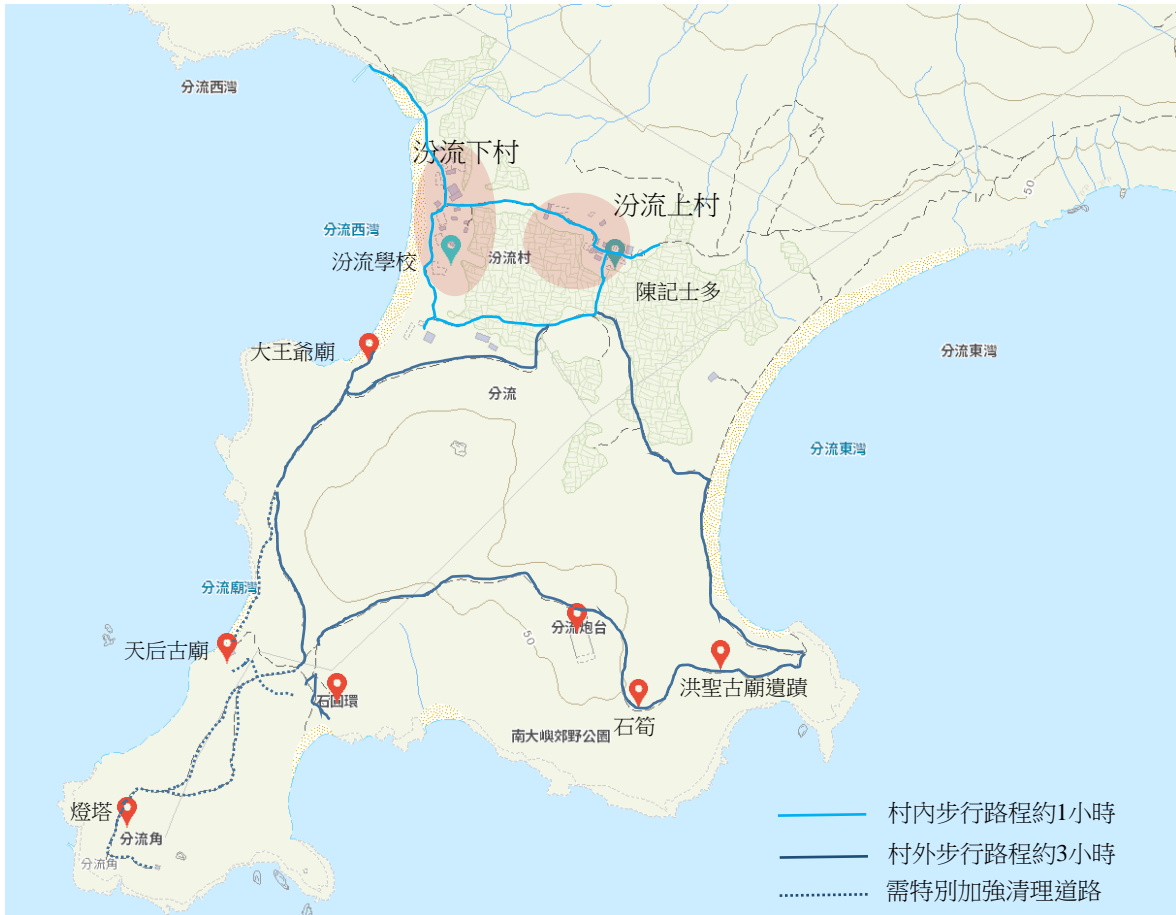 分流西灣
汾流下村
50
汾流上村
分流西灣
汾流學校
分流村
陳記士多
大王爺廟
分流東灣
分流
分流東灣
分流廟灣
分流炮台
50
天后古廟
洪聖古廟遺蹟
石圓環
石筍
南大嶼郊野公園
燈塔
分流角
分流角
村內步行路程約1小時
村外步行路程約3小時
需特別加強清理道路